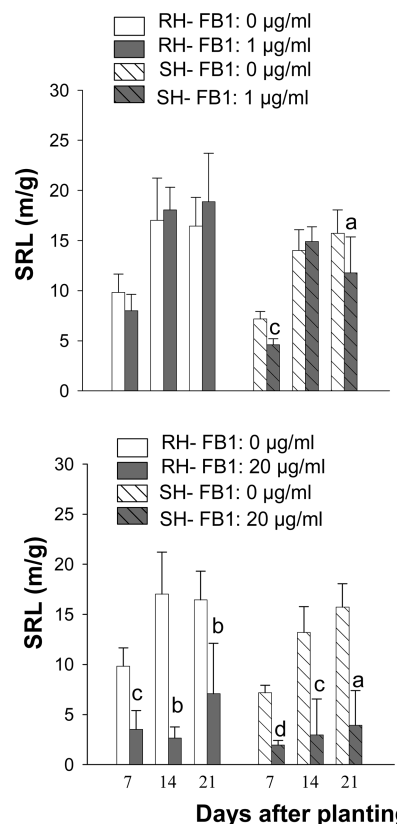 RH- FB1: 0 µg/ml
RH- FB1: 1 µg/ml
SH- FB1: 0 µg/ml
SH- FB1: 1 µg/ml
30
25
20
15
10
5
0
SRL (m/g)
c
a
RH- FB1: 0 µg/ml
RH- FB1: 20 µg/ml
SH- FB1: 0 µg/ml
SH- FB1: 20 µg/ml
30
25
20
15
10
5
0
SRL (m/g)
c
b
b
d
c
a
7 14 21 7 14 21
Days after planting